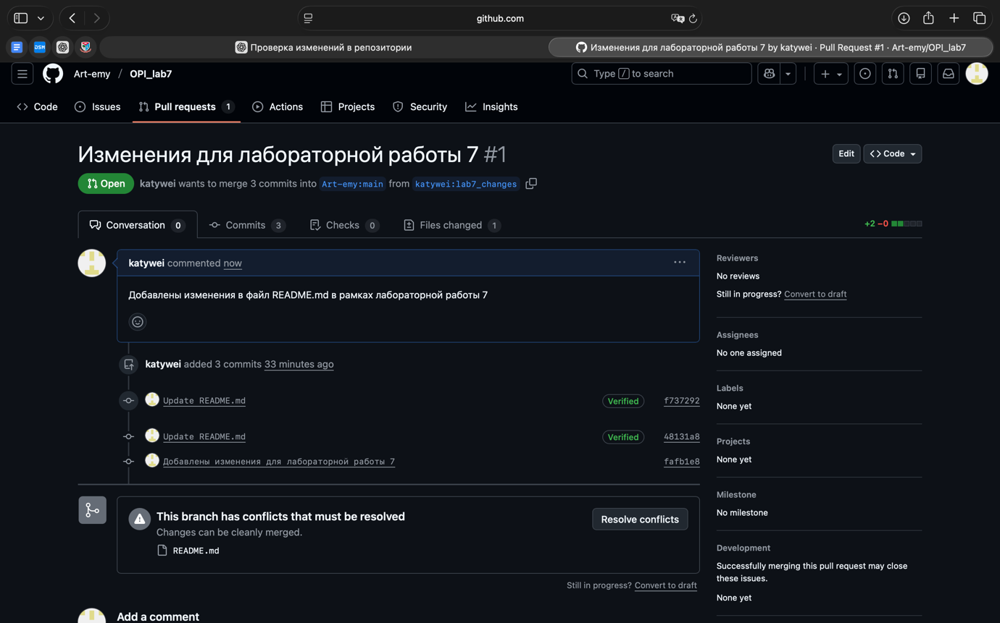 github.com
DSM
Проверка изменений в репозитории
Изменения для лабораторной работы 7 by katywei · Pull Request #1 · Art-emy/OPI_lab7
Art-emy / OPI_lab7
Type / to search
Code
Issues
Pull requests 1
Actions
Projects
Security
Insights
Изменения для лабораторной работы 7 #1
Edit
<> Code
Open
katywei wants to merge 3 commits into Art-emy:main from katywei:lab7_changes
Conversation 0
Commits 3
Checks 0
Files changed 1
+2 −0
katywei commented now
Добавлены изменения в файл README.md в рамках лабораторной работы 7
katywei added 3 commits 33 minutes ago
Update README.md Verified f737292
Update README.md Verified 48131a8
Добавлены изменения для лабораторной работы 7 fafb1e8
This branch has conflicts that must be resolved
Changes can be cleanly merged.
README.md
Resolve conflicts
Still in progress? Convert to draft
Add a comment
Reviewers
No reviews
Still in progress? Convert to draft
Assignees
No one assigned
Labels
None yet
Projects
None yet
Milestone
No milestone
Development
Successfully merging this pull request may close
these issues.
None yet